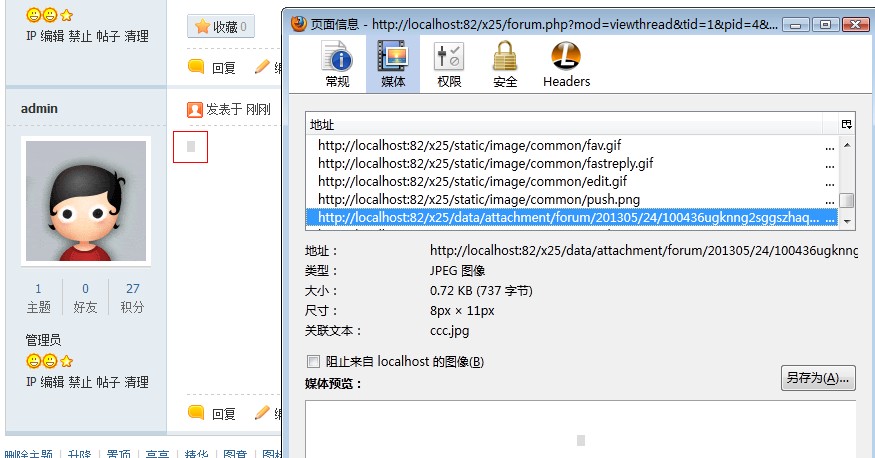 IP 编辑 禁止 帖子 清理
收藏 0
回复
admin
发表于 刚刚
1 0 27
主题 好友 积分
管理员
IP 编辑 禁止 帖子 清理
回复
删除主题 升降 置顶 高亮 精华 图章 图标
页面信息 - http://localhost:82/x25/forum.php?mod=viewthread&tid=1&pid=4&...
常规 媒体 权限 安全 Headers
地址
http://localhost:82/x25/static/image/common/fav.gif ...
http://localhost:82/x25/static/image/common/fastreply.gif ...
http://localhost:82/x25/static/image/common/edit.gif ...
http://localhost:82/x25/static/image/common/push.png ...
http://localhost:82/x25/data/attachment/forum/201305/24/100436ugknng2sggszhaq... ...
地址： http://localhost:82/x25/data/attachment/forum/201305/24/100436ugknng
类型： JPEG 图像
大小： 0.72 KB (737 字节)
尺寸： 8px × 11px
关联文本： ccc.jpg
阻止来自 localhost 的图像(B)
另存为(A)...
媒体预览：